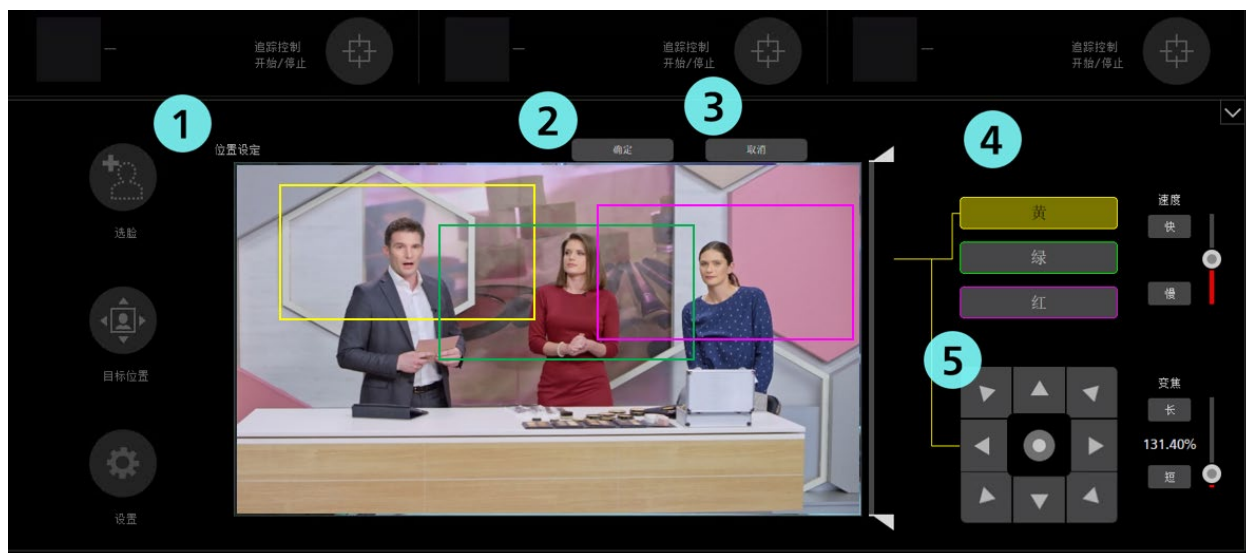 追踪控制
开始/停止
追踪控制
开始/停止
追踪控制
开始/停止
1
2
3
4
位置设定
确定
取消
选脸
黄
速度
快
绿
慢
红
目标位置
5
变焦
长
131.40%
短
设置